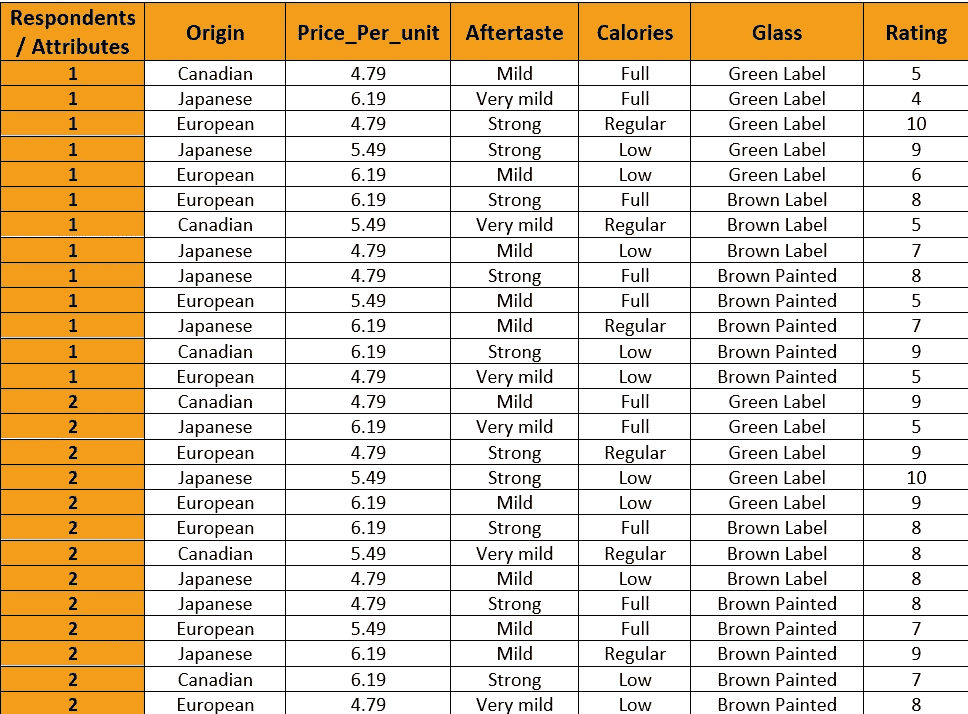 Respondents / Attributes Origin Price_Per_unit Aftertaste Calories Glass Rating
1 Canadian 4.79 Mild Full Green Label 5
1 Japanese 6.19 Very mild Full Green Label 4
1 European 4.79 Strong Regular Green Label 10
1 Japanese 5.49 Strong Low Green Label 9
1 European 6.19 Mild Low Green Label 6
1 European 6.19 Strong Full Brown Label 8
1 Canadian 5.49 Very mild Regular Brown Label 5
1 Japanese 4.79 Mild Low Brown Label 7
1 Japanese 4.79 Strong Full Brown Painted 8
1 European 5.49 Mild Full Brown Painted 5
1 Japanese 6.19 Mild Regular Brown Painted 7
1 Canadian 6.19 Strong Low Brown Painted 9
1 European 4.79 Very mild Low Brown Painted 5
2 Canadian 4.79 Mild Full Green Label 9
2 Japanese 6.19 Very mild Full Green Label 5
2 European 4.79 Strong Regular Green Label 9
2 Japanese 5.49 Strong Low Green Label 10
2 European 6.19 Mild Low Green Label 9
2 European 6.19 Strong Full Brown Label 8
2 Canadian 5.49 Very mild Regular Brown Label 8
2 Japanese 4.79 Mild Low Brown Label 8
2 Japanese 4.79 Strong Full Brown Painted 8
2 European 5.49 Mild Full Brown Painted 7
2 Japanese 6.19 Mild Regular Brown Painted 9
2 Canadian 6.19 Strong Low Brown Painted 7
2 European 4.79 Very mild Low Brown Painted 8